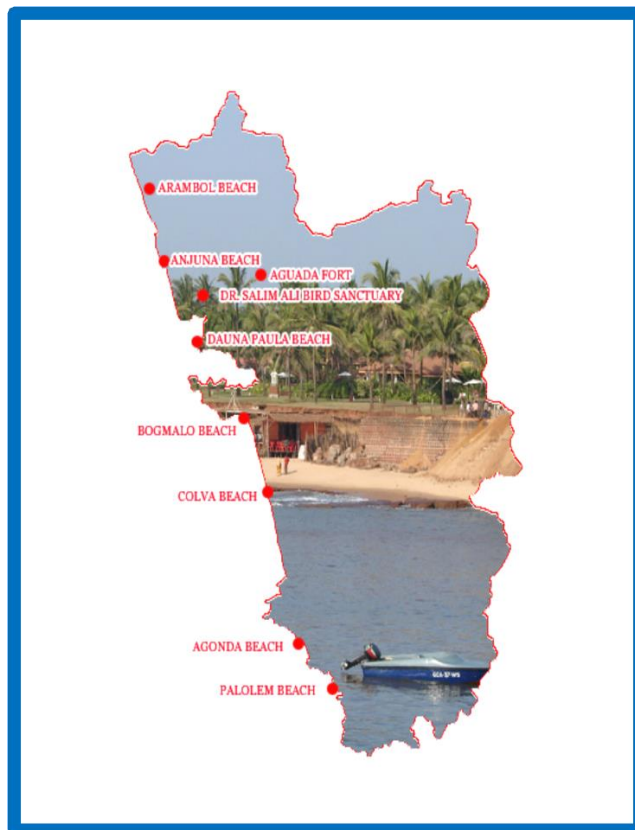 ARAMBOL BEACH
ANJUNA BEACH
AGUADA FORT
DR. SALIM ALI BIRD SANCTUARY
DAUNA PAULA BEACH
BOGMALO BEACH
COLVA BEACH
AGONDA BEACH
PALOLEM BEACH